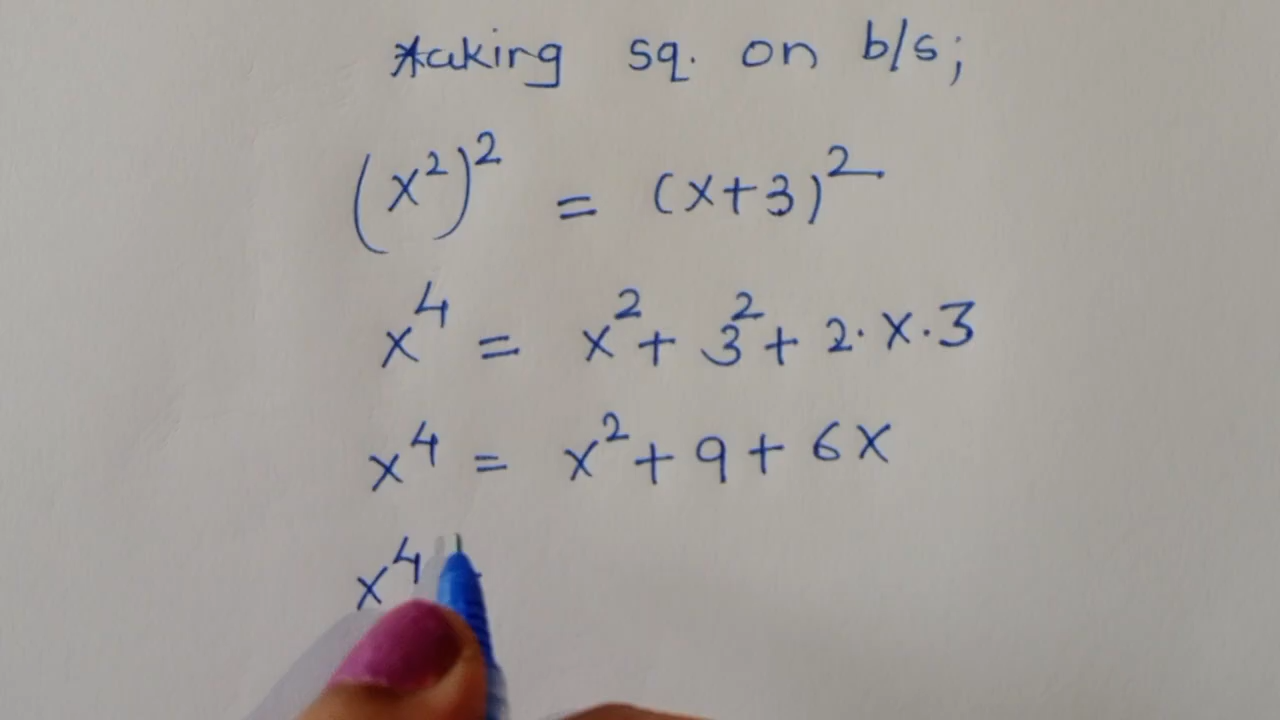 taking sq. on b/s;
(x²)² = (x+3)²
x⁴ = x² + 3² + 2·x·3
x⁴ = x² + 9 + 6x
x⁴